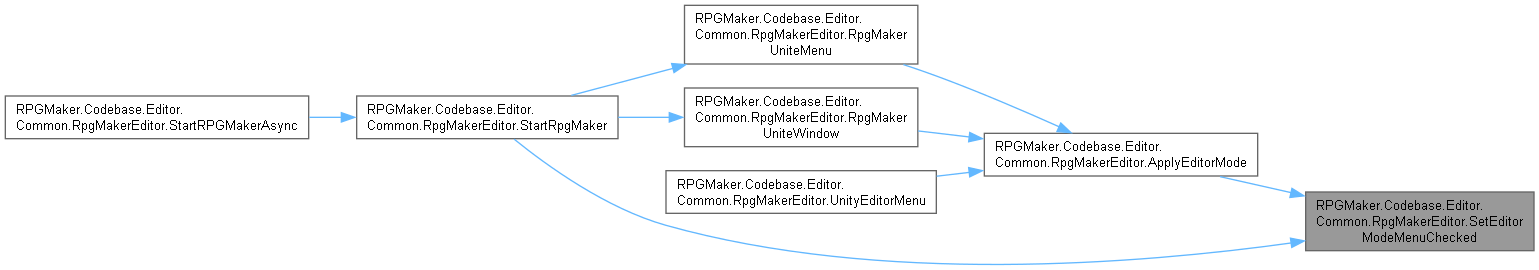 RPGMaker.Codebase.Editor.
Common.RpgMakerEditor.RpgMaker
UniteMenu
RPGMaker.Codebase.Editor.
Common.RpgMakerEditor.StartRPGMakerAsync
RPGMaker.Codebase.Editor.
Common.RpgMakerEditor.StartRpgMaker
RPGMaker.Codebase.Editor.
Common.RpgMakerEditor.RpgMaker
UniteWindow
RPGMaker.Codebase.Editor.
Common.RpgMakerEditor.ApplyEditorMode
RPGMaker.Codebase.Editor.
Common.RpgMakerEditor.UnityEditorMenu
RPGMaker.Codebase.Editor.
Common.RpgMakerEditor.SetEditor
ModeMenuChecked